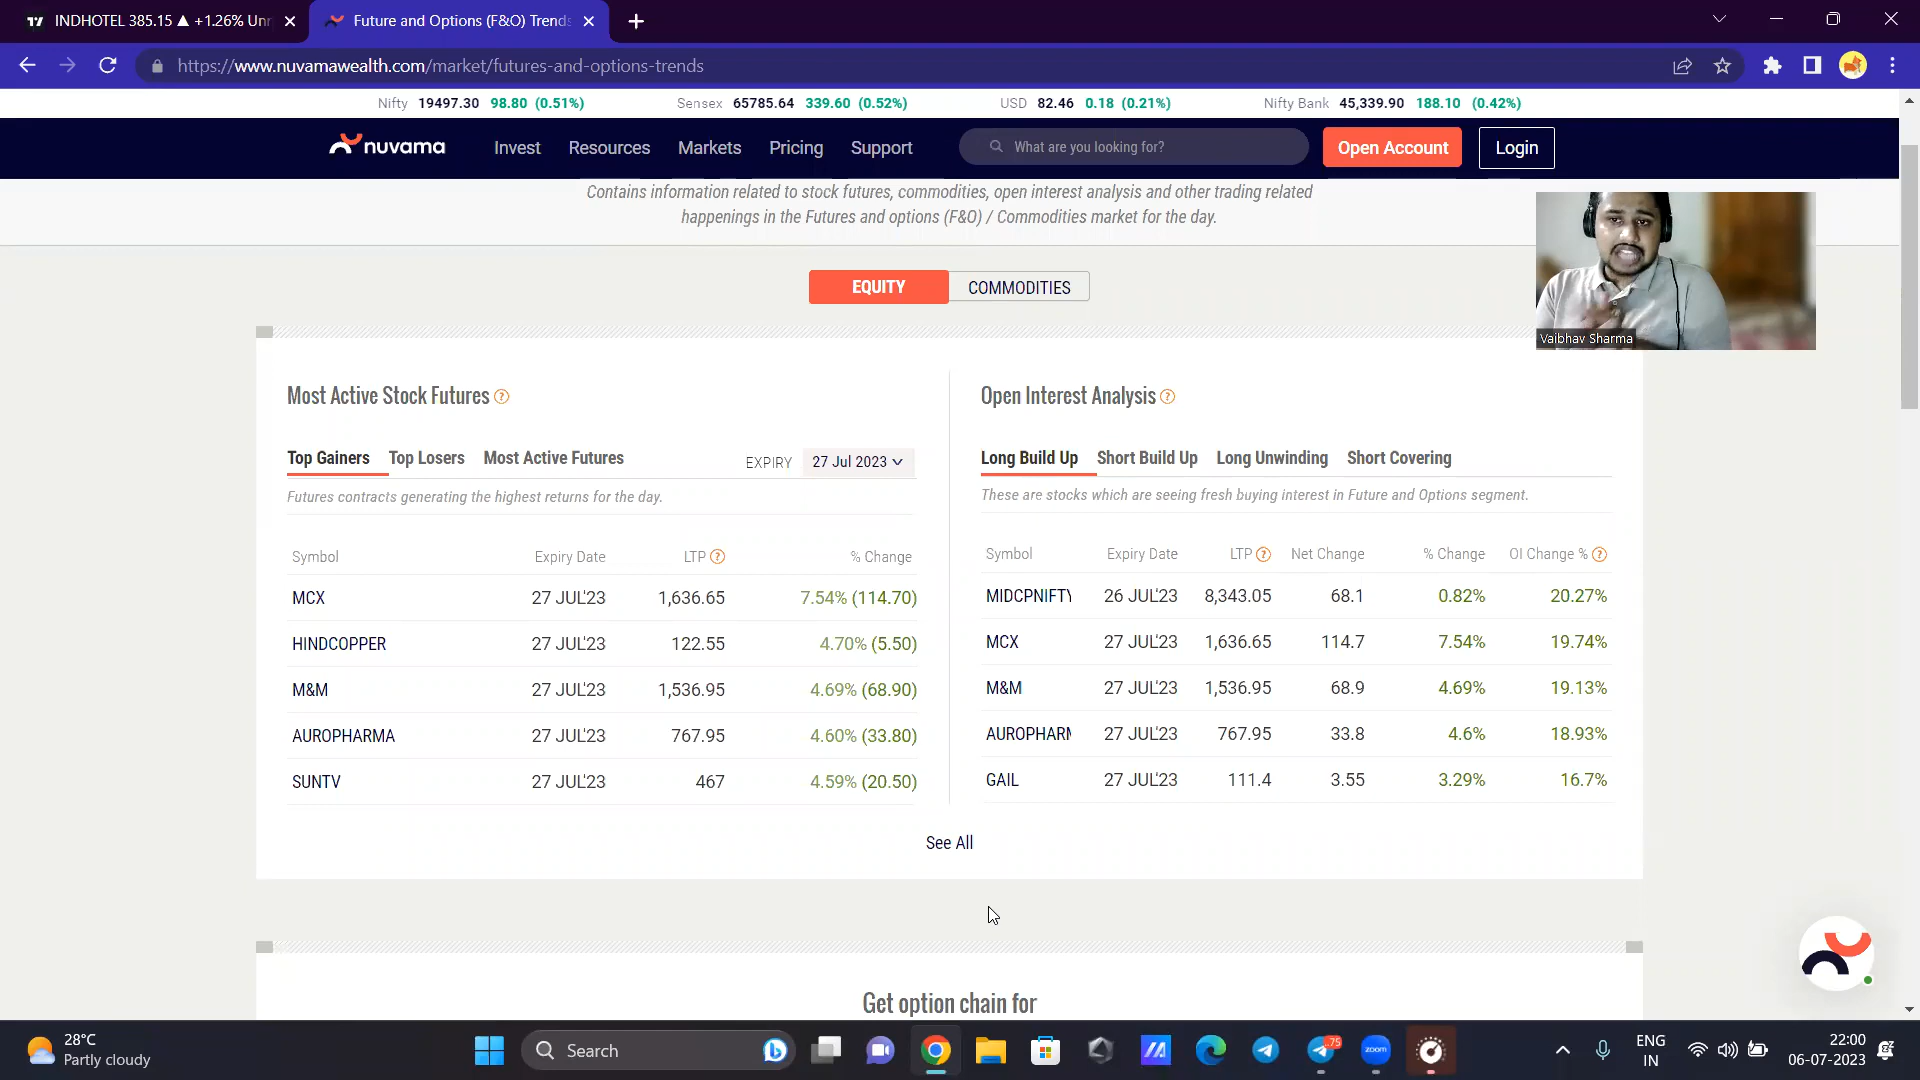 INDHOTEL 385.15 ▲ +1.26% Unr
Future and Options (F&O) Trends
https://www.nuvamawealth.com/market/futures-and-options-trends
Nifty 19497.30 98.80 (0.51%) Sensex 65785.64 339.60 (0.52%) USD 82.46 0.18 (0.21%) Nifty Bank 45,339.90 188.10 (0.42%)
nuvama Invest Resources Markets Pricing Support What are you looking for? Open Account Login
Contains information related to stock futures, commodities, open interest analysis and other trading related
happenings in the Futures and options (F&O) / Commodities market for the day.
Vaibhav Sharma
EQUITY COMMODITIES
Most Active Stock Futures ?
Top Gainers Top Losers Most Active Futures EXPIRY 27 Jul 2023
Futures contracts generating the highest returns for the day.
Symbol Expiry Date LTP ? % Change
MCX 27 JUL'23 1,636.65 7.54% (114.70)
HINDCOPPER 27 JUL'23 122.55 4.70% (5.50)
M&M 27 JUL'23 1,536.95 4.69% (68.90)
AUROPHARMA 27 JUL'23 767.95 4.60% (33.80)
SUNTV 27 JUL'23 467 4.59% (20.50)
Open Interest Analysis ?
Long Build Up Short Build Up Long Unwinding Short Covering
These are stocks which are seeing fresh buying interest in Future and Options segment.
Symbol Expiry Date LTP ? Net Change % Change OI Change % ?
MIDCPNIFTY 26 JUL'23 8,343.05 68.1 0.82% 20.27%
MCX 27 JUL'23 1,636.65 114.7 7.54% 19.74%
M&M 27 JUL'23 1,536.95 68.9 4.69% 19.13%
AUROPHARM 27 JUL'23 767.95 33.8 4.6% 18.93%
GAIL 27 JUL'23 111.4 3.55 3.29% 16.7%
See All
Get option chain for
28°C
Partly cloudy
Search
75
zoom
ENG
IN
22:00
06-07-2023